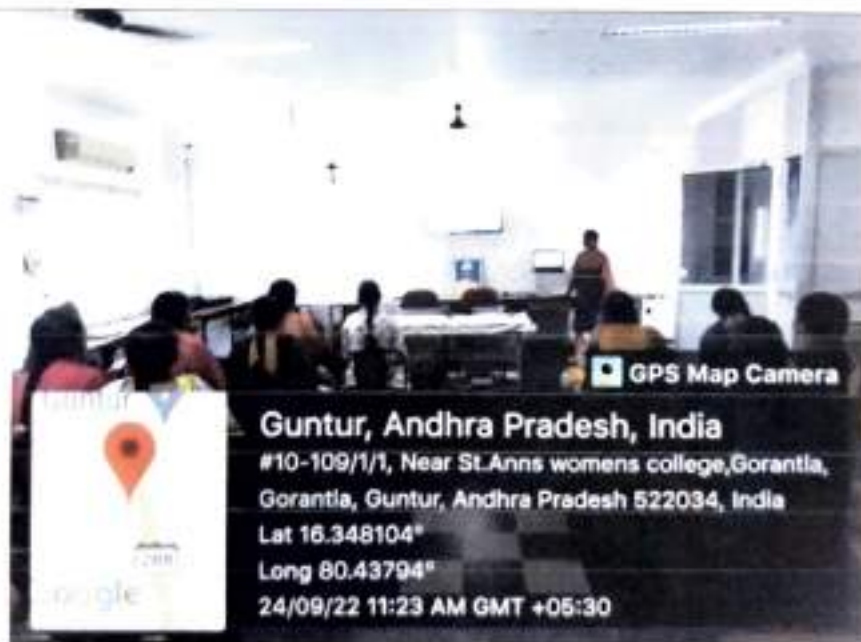 GPS Map Camera
Guntur
Google
Guntur, Andhra Pradesh, India
#10-109/1/1, Near St.Anns womens college,Gorantla,
Gorantla, Guntur, Andhra Pradesh 522034, India
Lat 16.348104°
Long 80.43794°
24/09/22 11:23 AM GMT +05:30